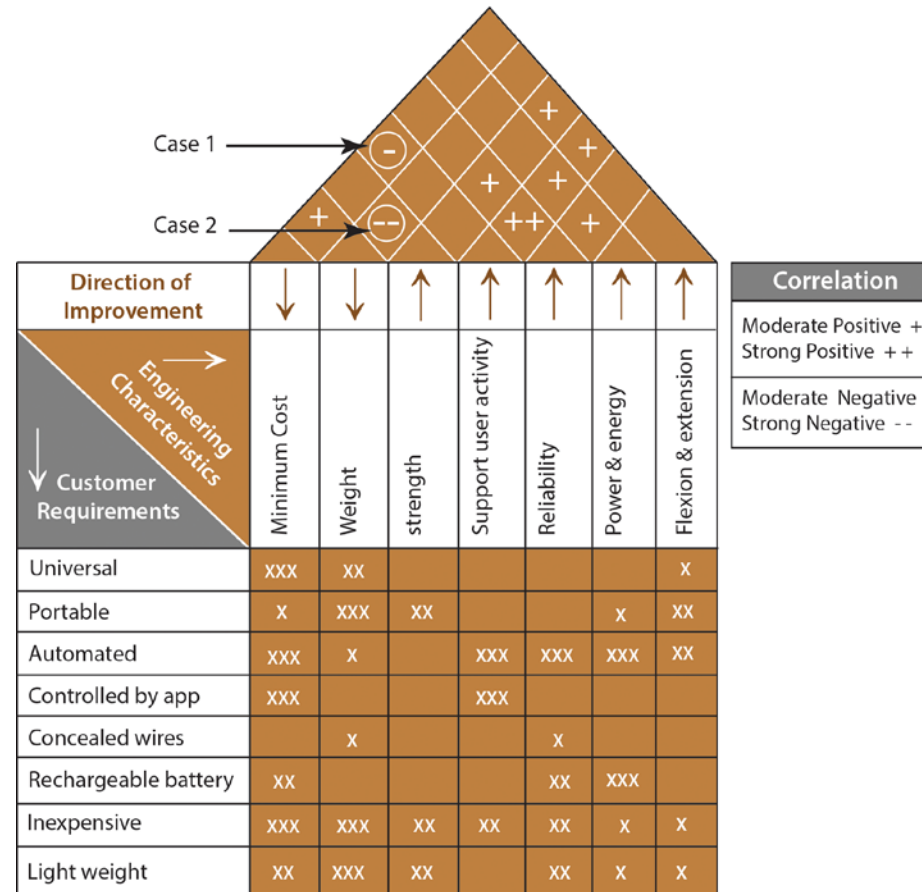 Case 1
-
+
+
+
+
Case 2
+
--
++
+
Direction of
Improvement
Engineering
Characteristics
Customer
Requirements
Minimum Cost
Weight
strength
Support user activity
Reliability
Power & energy
Flexion & extension
Correlation
Moderate Positive +
Strong Positive ++
Moderate Negative
Strong Negative --
Universal XXX XX X
Portable X XXX XX X XX
Automated XXX X XXX XXX XXX XX
Controlled by app XXX XXX
Concealed wires X X
Rechargeable battery XX XX XXX
Inexpensive XXX XXX XX XX XX X X
Light weight XX XXX XX XX X X